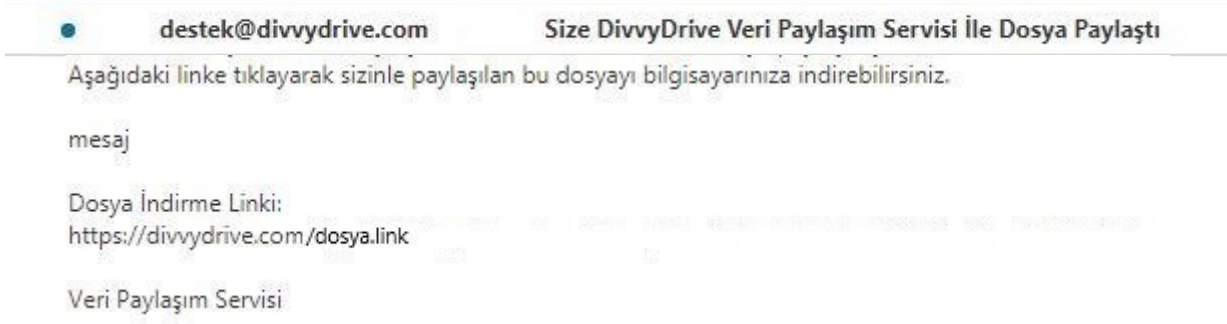 destek@divvydrive.com Size DivvyDrive Veri Paylaşım Servisi İle Dosya Paylaştı
Aşağıdaki linke tıklayarak sizinle paylaşılan bu dosyayı bilgisayarınıza indirebilirsiniz.
mesaj
Dosya İndirme Linki:
https://divvydrive.com/dosya.link
Veri Paylaşım Servisi